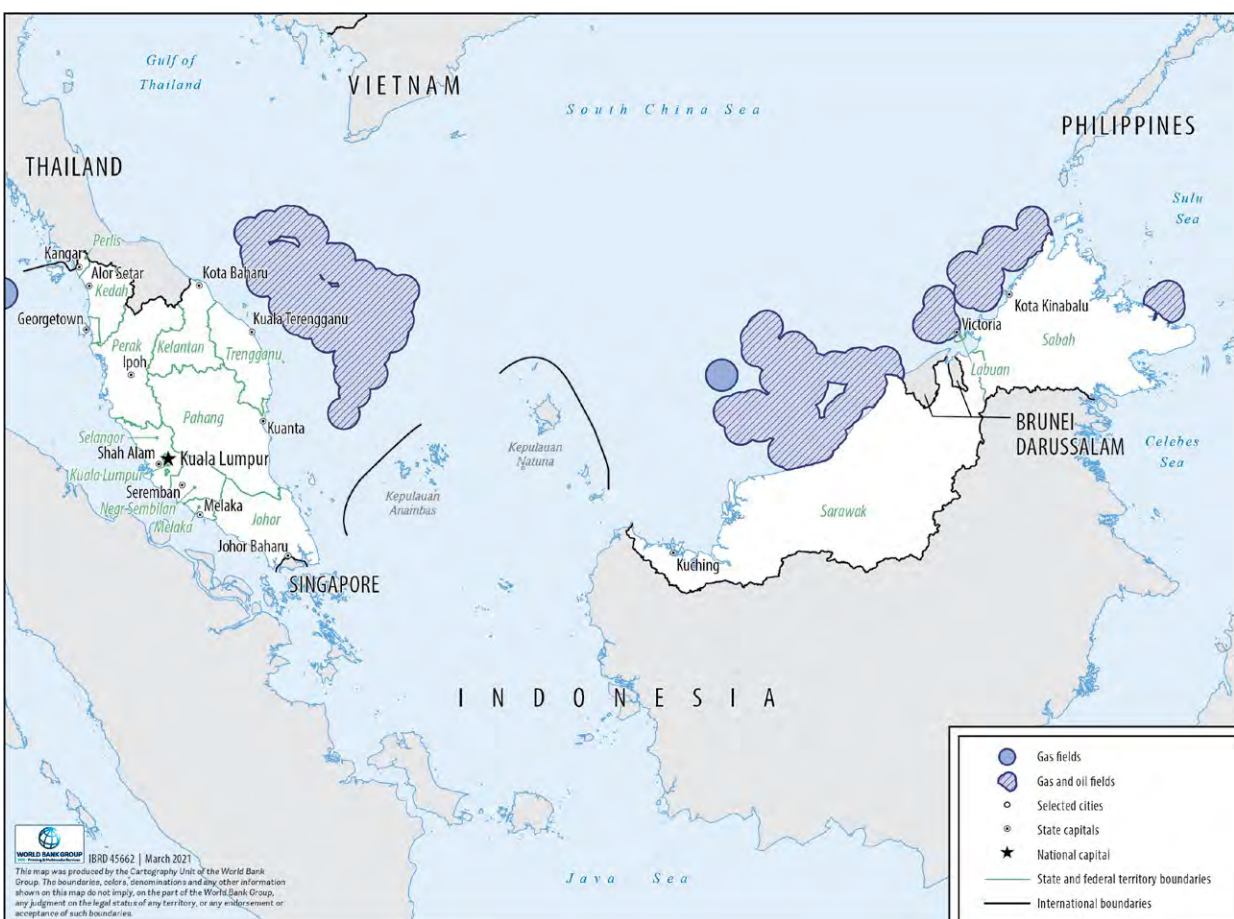 Gulf of
Thailand
VIETNAM
South China Sea
PHILIPPINES
THAILAND
Sulu
Sea
Perlis
Kangar
Alor Setar
Kedah
Kota Baharu
Georgetown
Kuala Terengganu
Perak
Kelantan
Trengganu
Ipoh
Kota Kinabalu
Victoria
Sabah
Labuan
Pahang
Kuanta
BRUNEI
DARUSSALAM
Selangor
Shah Alam
Kuala Lumpur
Kuala-Lumpur
Kepulauan
Natuna
Celebes
Sea
Seremban
Negr Sembilan
Melaka
Melaka
Johor
Kepulauan
Anambas
Sarawak
Johor Baharu
Kuching
SINGAPORE
INDONESIA
Java Sea
Gas fields
Gas and oil fields
Selected cities
State capitals
National capital
State and federal territory boundaries
International boundaries
WORLD BANK GROUP
Printing & Multimedia Services
IBRD 45662 | March 2021
This map was produced by the Cartography Unit of the World Bank
Group. The boundaries, colors, denominations and any other information
shown on this map do not imply, on the part of the World Bank Group,
any judgment on the legal status of any territory, or any endorsement or
acceptance of such boundaries.